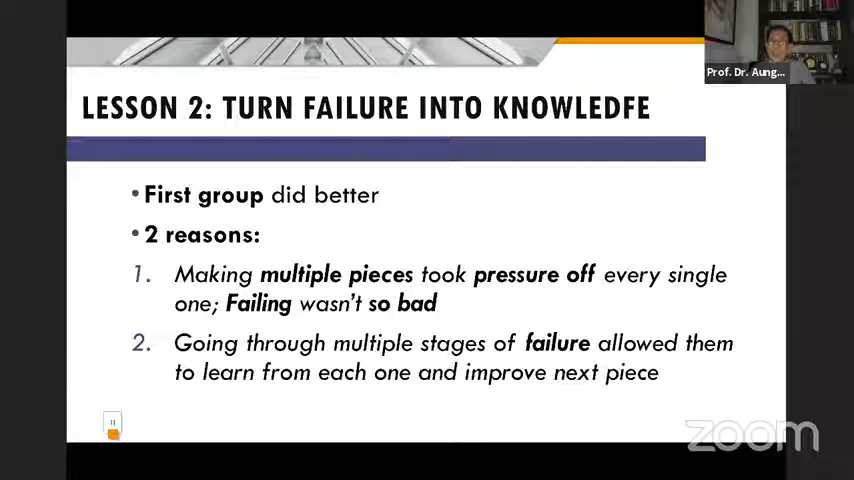 Prof. Dr. Aung...
LESSON 2: TURN FAILURE INTO KNOWLEDFE
• First group did better
• 2 reasons:
1. Making multiple pieces took pressure off every single
one; Failing wasn't so bad
2. Going through multiple stages of failure allowed them
to learn from each one and improve next piece
11
zoom